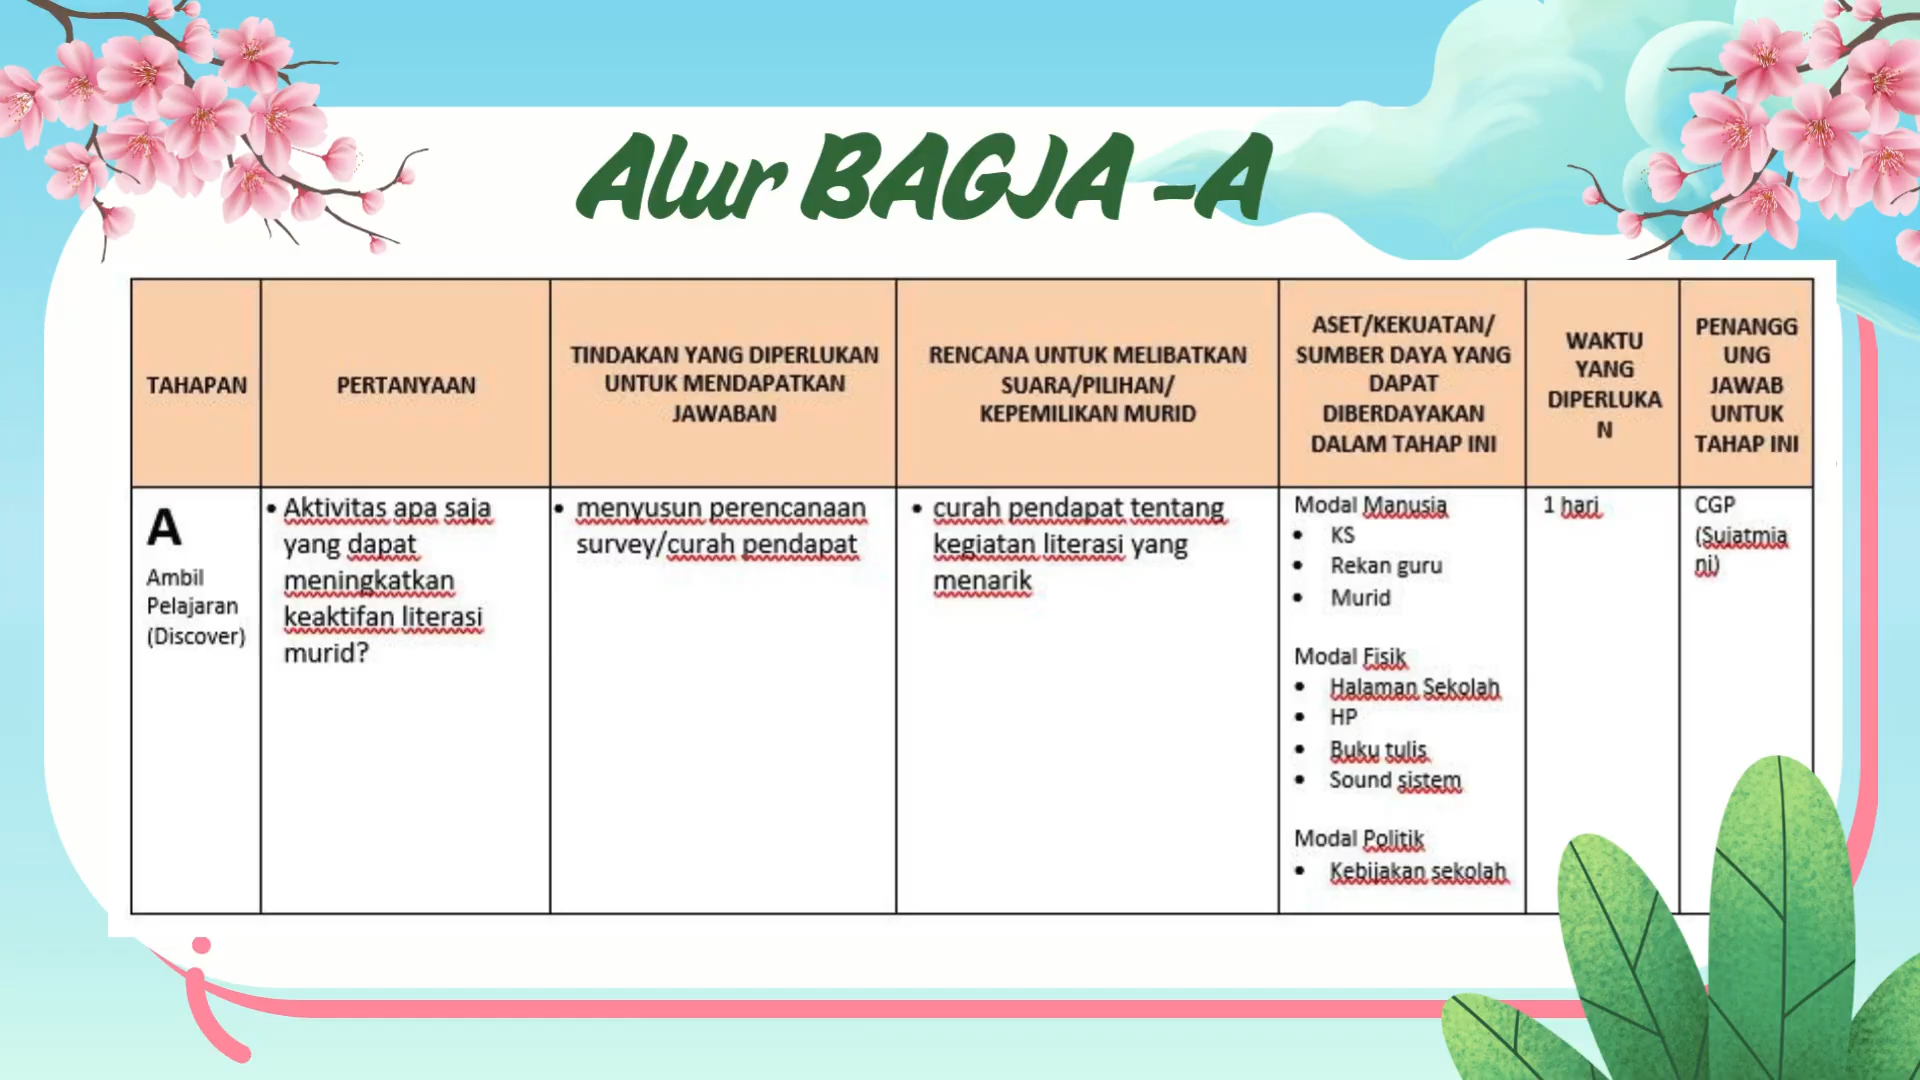 Alur BAGJA -A
TAHAPAN
PERTANYAAN
TINDAKAN YANG DIPERLUKAN
UNTUK MENDAPATKAN
JAWABAN
RENCANA UNTUK MELIBATKAN
SUARA/PILIHAN/
KEPEMILIKAN MURID
ASET/KEKUATAN/
SUMBER DAYA YANG
DAPAT
DIBERDAYAKAN
DALAM TAHAP INI
WAKTU
YANG
DIPERLUKA
N
PENANGG
UNG
JAWAB
UNTUK
TAHAP INI
A
Ambil
Pelajaran
(Discover)
• Aktivitas apa saja
yang dapat
meningkatkan
keaktifan literasi
murid?
• menyusun perencanaan
survey/curah pendapat
• curah pendapat tentang
kegiatan literasi yang
menarik
Modal Manusia
• KS
• Rekan guru
• Murid
Modal Fisik
• Halaman Sekolah
• HP
• Buku tulis
• Sound sistem
Modal Politik
• Kebijakan sekolah
1 hari
CGP
(Sujatmia
ni)